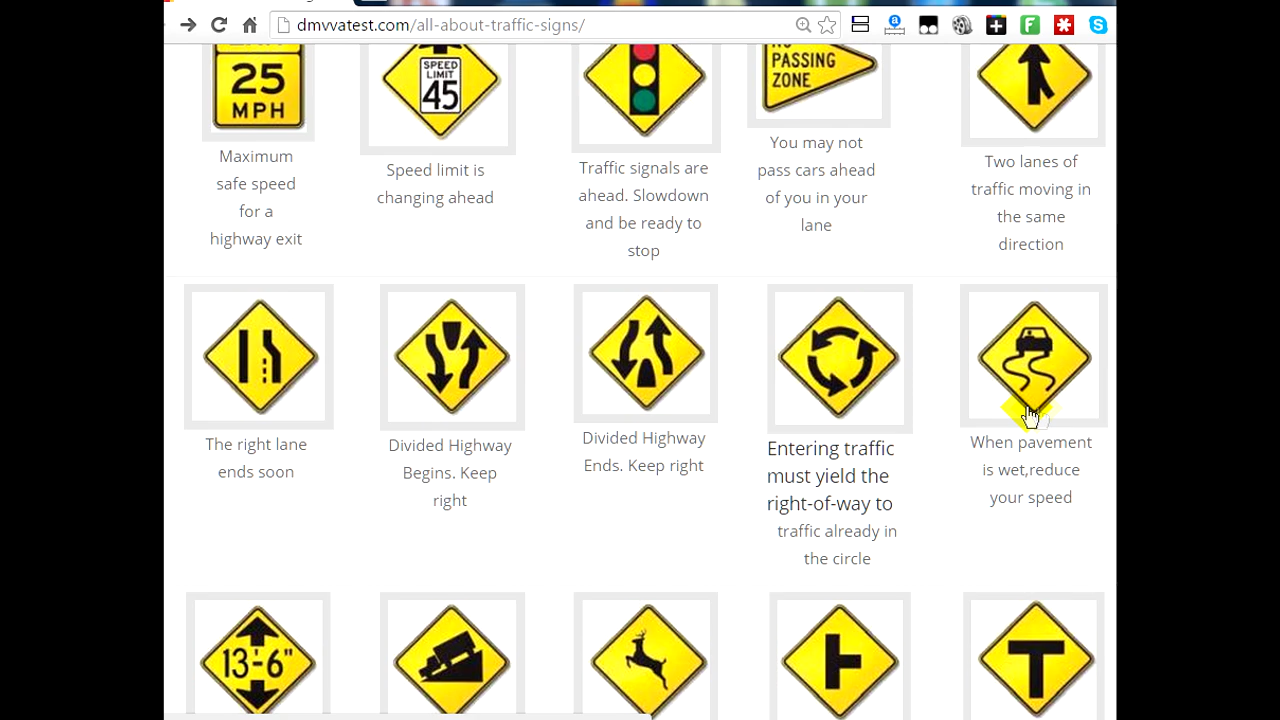 dmvvatest.com/all-about-traffic-signs/
25
MPH
SPEED
LIMIT
45
PASSING
ZONE
Maximum
safe speed
for a
highway exit
Speed limit is
changing ahead
Traffic signals are
ahead. Slowdown
and be ready to
stop
You may not
pass cars ahead
of you in your
lane
Two lanes of
traffic moving in
the same
direction
The right lane
ends soon
Divided Highway
Begins. Keep
right
Divided Highway
Ends. Keep right
Entering traffic
must yield the
right-of-way to
traffic already in
the circle
When pavement
is wet,reduce
your speed
13'-6"